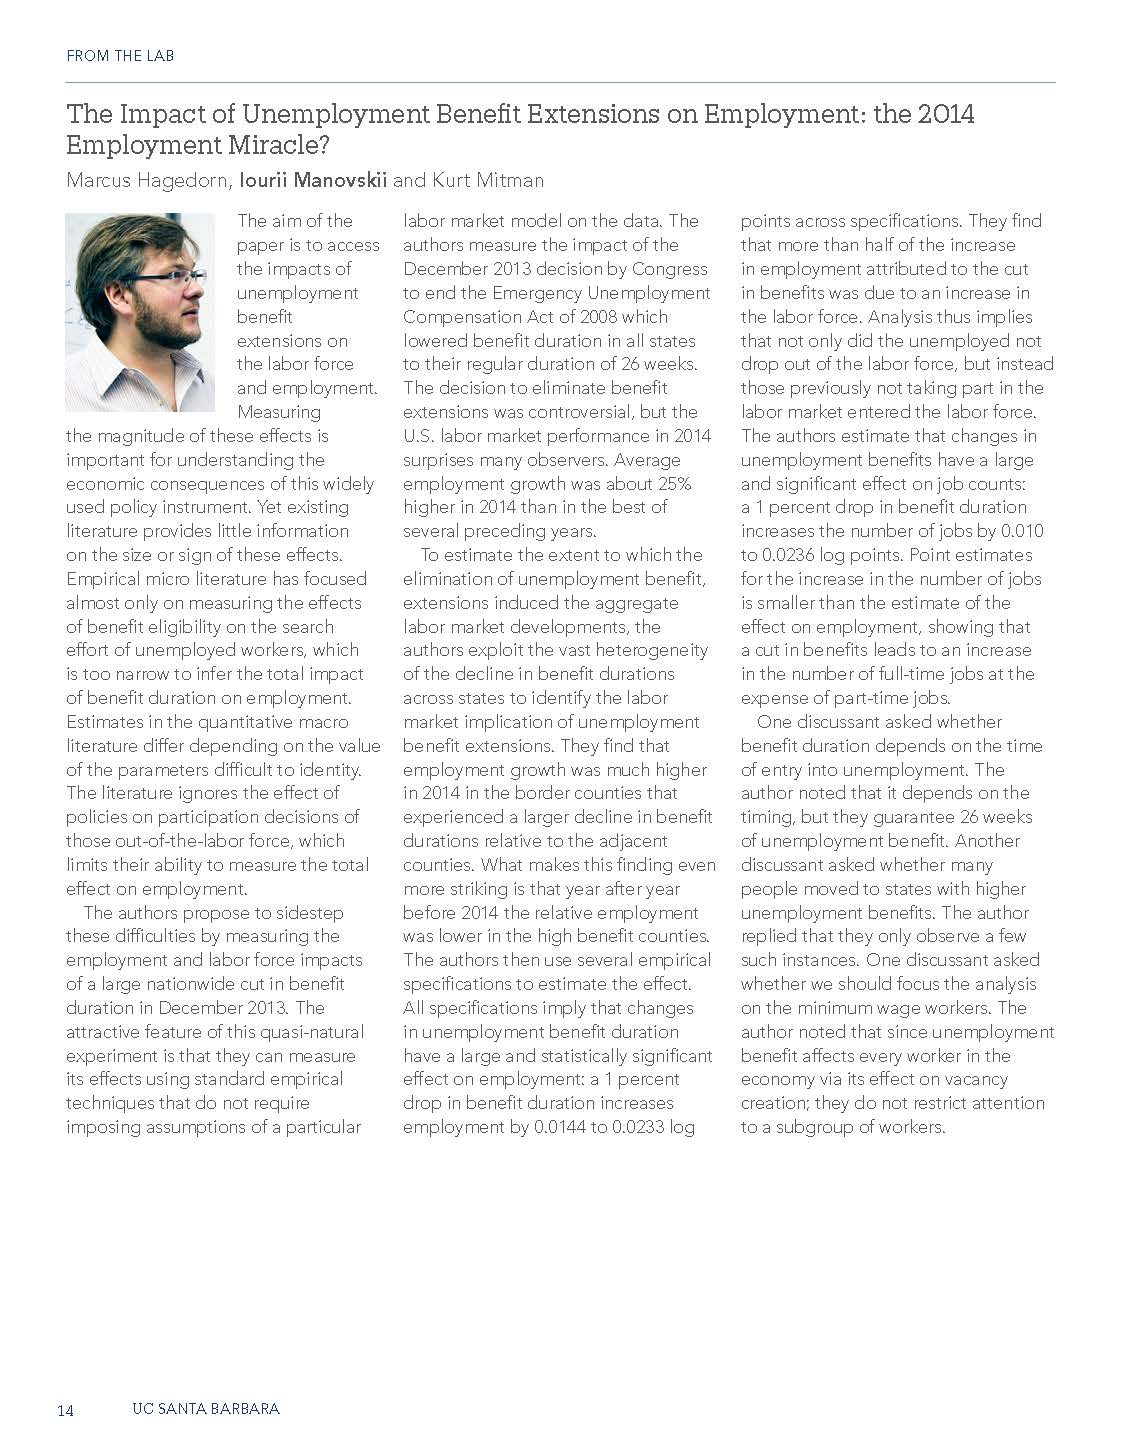 FROM THE LAB
The Impact of Unemployment Benefit Extensions on Employment: the 2014
Employment Miracle?
Marcus Hagedorn, Iourii Manovskii and Kurt Mitman
The aim of the
paper is to access
the impacts of
unemployment
benefit
extensions on
the labor force
and employment.
Measuring
the magnitude of these effects is
important for understanding the
economic consequences of this widely
used policy instrument. Yet existing
literature provides little information
on the size or sign of these effects.
Empirical micro literature has focused
almost only on measuring the effects
of benefit eligibility on the search
effort of unemployed workers, which
is too narrow to infer the total impact
of benefit duration on employment.
Estimates in the quantitative macro
literature differ depending on the value
of the parameters difficult to identity.
The literature ignores the effect of
policies on participation decisions of
those out-of-the-labor force, which
limits their ability to measure the total
effect on employment.
The authors propose to sidestep
these difficulties by measuring the
employment and labor force impacts
of a large nationwide cut in benefit
duration in December 2013. The
attractive feature of this quasi-natural
experiment is that they can measure
its effects using standard empirical
techniques that do not require
imposing assumptions of a particular
labor market model on the data. The
authors measure the impact of the
December 2013 decision by Congress
to end the Emergency Unemployment
Compensation Act of 2008 which
lowered benefit duration in all states
to their regular duration of 26 weeks.
The decision to eliminate benefit
extensions was controversial, but the
U.S. labor market performance in 2014
surprises many observers. Average
employment growth was about 25%
higher in 2014 than in the best of
several preceding years.
To estimate the extent to which the
elimination of unemployment benefit,
extensions induced the aggregate
labor market developments, the
authors exploit the vast heterogeneity
of the decline in benefit durations
across states to identify the labor
market implication of unemployment
benefit extensions. They find that
employment growth was much higher
in 2014 in the border counties that
experienced a larger decline in benefit
durations relative to the adjacent
counties. What makes this finding even
more striking is that year after year
before 2014 the relative employment
was lower in the high benefit counties.
The authors then use several empirical
specifications to estimate the effect.
All specifications imply that changes
in unemployment benefit duration
have a large and statistically significant
effect on employment: a 1 percent
drop in benefit duration increases
employment by 0.0144 to 0.0233 log
points across specifications. They find
that more than half of the increase
in employment attributed to the cut
in benefits was due to an increase in
the labor force. Analysis thus implies
that not only did the unemployed not
drop out of the labor force, but instead
those previously not taking part in the
labor market entered the labor force.
The authors estimate that changes in
unemployment benefits have a large
and significant effect on job counts:
a 1 percent drop in benefit duration
increases the number of jobs by 0.010
to 0.0236 log points. Point estimates
for the increase in the number of jobs
is smaller than the estimate of the
effect on employment, showing that
a cut in benefits leads to an increase
in the number of full-time jobs at the
expense of part-time jobs.
One discussant asked whether
benefit duration depends on the time
of entry into unemployment. The
author noted that it depends on the
timing, but they guarantee 26 weeks
of unemployment benefit. Another
discussant asked whether many
people moved to states with higher
unemployment benefits. The author
replied that they only observe a few
such instances. One discussant asked
whether we should focus the analysis
on the minimum wage workers. The
author noted that since unemployment
benefit affects every worker in the
economy via its effect on vacancy
creation; they do not restrict attention
to a subgroup of workers.
14 UC SANTA BARBARA